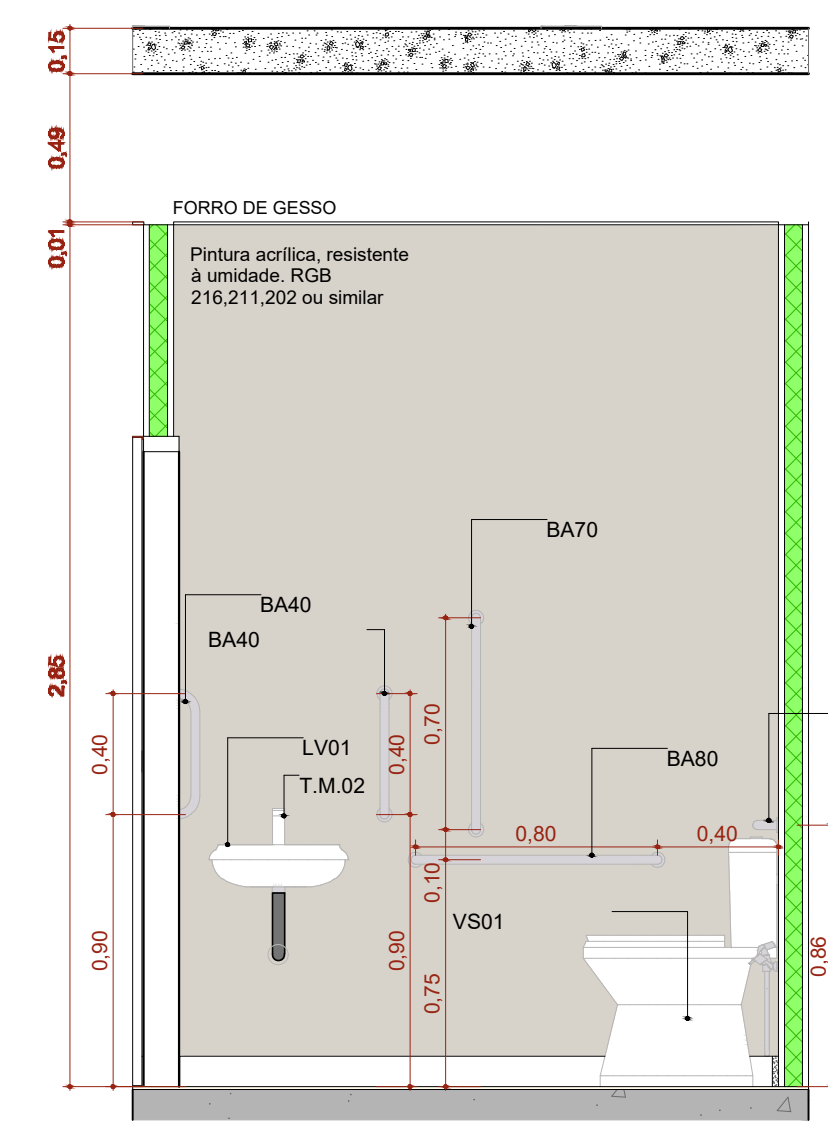 0,15
0,49
FORRO DE GESSO
0,01
Pintura acrílica, resistente
à umidade. RGB
216,211,202 ou similar
BA70
BA40
BA40
2,85
0,70
0,40
0,40
LV01
BA80
T.M.02
0,80
0,40
0,10
VS01
0,90
0,90
0,86
0,75